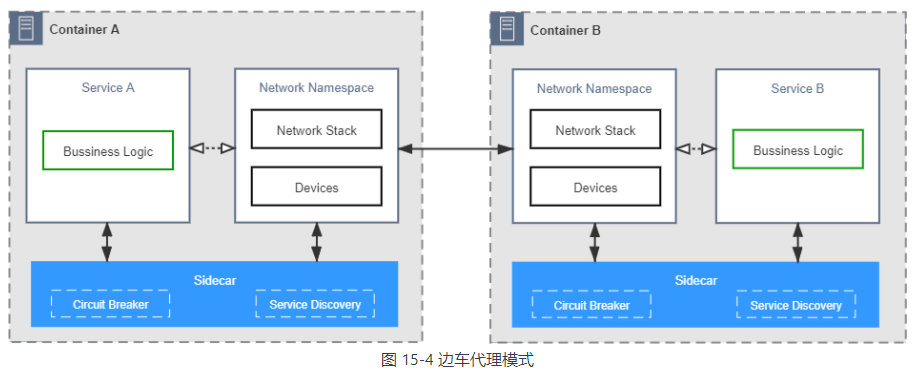 Container A
Service A
Bussiness Logic
Network Namespace
Network Stack
Devices
Sidecar
Circuit Breaker
Service Discovery
Container B
Network Namespace
Network Stack
Devices
Service B
Bussiness Logic
Sidecar
Circuit Breaker
Service Discovery
图 15-4 边车代理模式